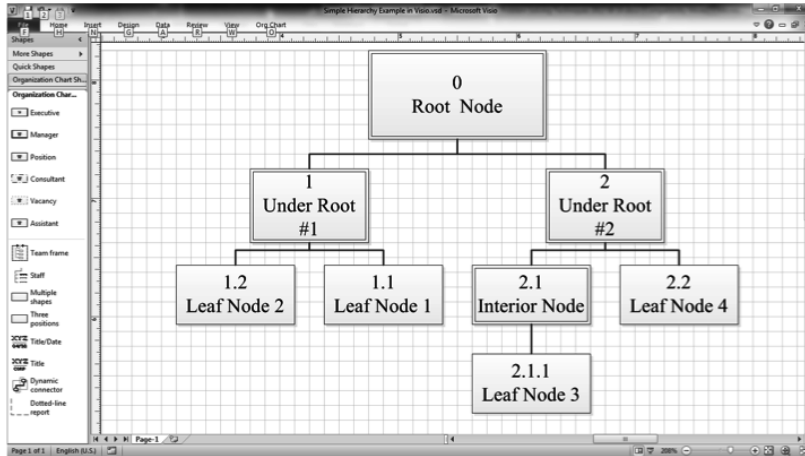 Simple Hierarchy Example in Visio.vsd - Microsoft Visio
1 2 3
File Home Insert Design Data Review View Org Chart
F H N G A R W O
Shapes
More Shapes
Quick Shapes
Organization Chart Sh...
Organization Char...
Executive
Manager
Position
Consultant
Vacancy
Assistant
Team frame
Staff
Multiple
shapes
Three
positions
Title/Date
Title
Dynamic
connector
Dotted-line
report
0
Root Node
1
Under Root
#1
2
Under Root
#2
1.2
Leaf Node 2
1.1
Leaf Node 1
2.1
Interior Node
2.2
Leaf Node 4
2.1.1
Leaf Node 3
Page-1
Page 1 of 1 English (U.S.) 200%